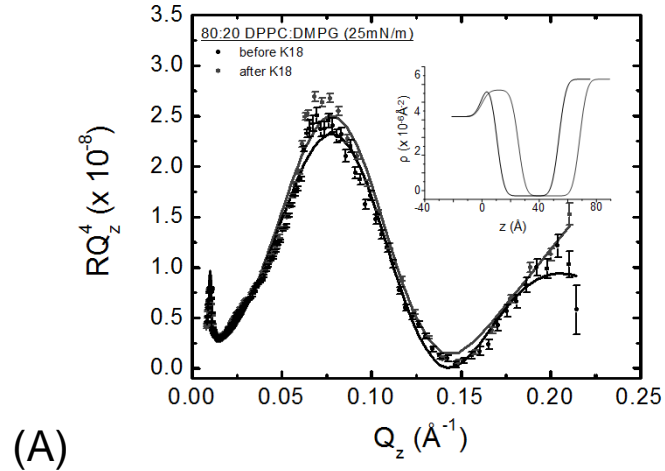 80:20 DPPC:DMPG (25mN/m)
before K18
after K18
RQz4 (x 10-8)
3.5
3.0
2.5
2.0
1.5
1.0
0.5
0.0
0.00 0.05 0.10 0.15 0.20 0.25
Qz (Å-1)
ρ (x 10-6Å-2)
6
4
2
0
-40 0 40 80
z (Å)
(A)